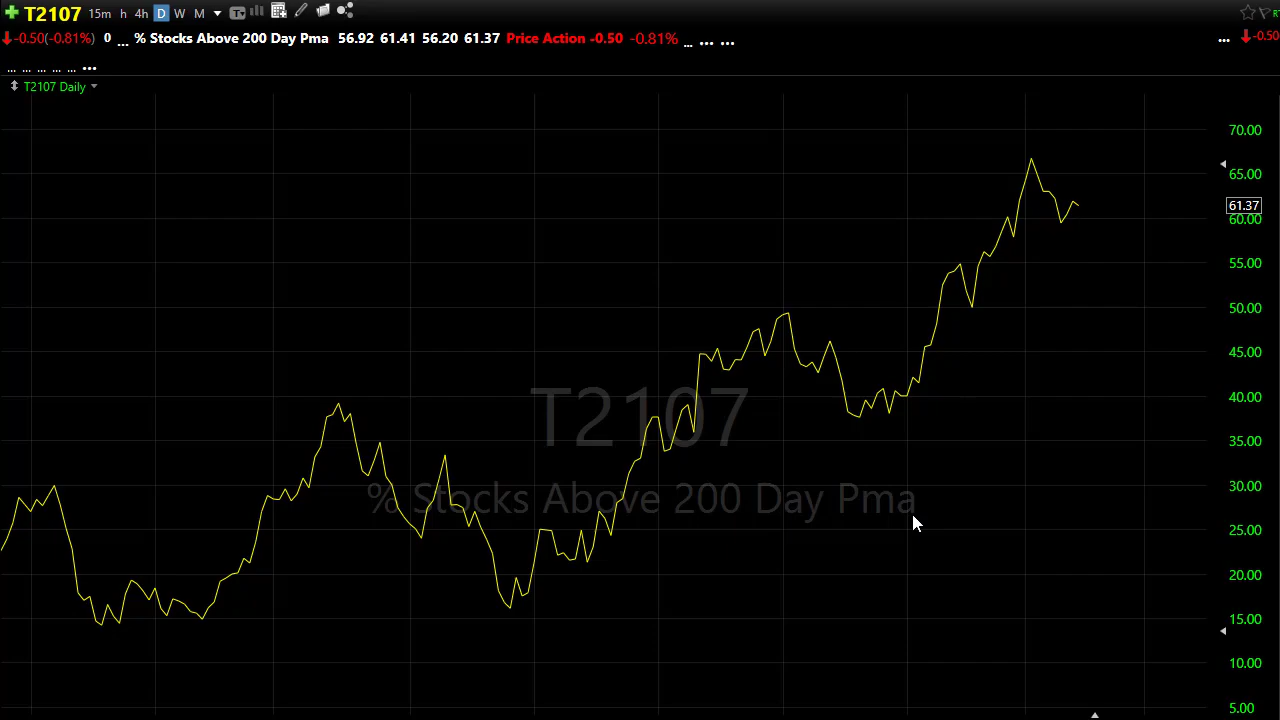 T2107 15m h 4h D W M T
-0.50(-0.81%) 0 ... % Stocks Above 200 Day Pma 56.92 61.41 56.20 61.37 Price Action -0.50 -0.81% ... ... ... ... -0.50
... ... ... ... ... ...
T2107 Daily
70.00
65.00
61.37
60.00
55.00
50.00
45.00
T2107
40.00
35.00
% Stocks Above 200 Day Pma
30.00
25.00
20.00
15.00
10.00
5.00